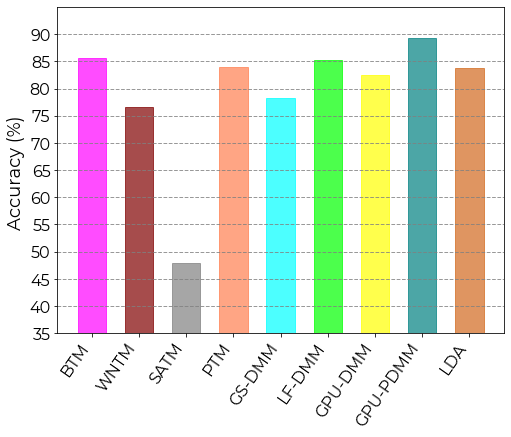 Accuracy (%)
90
85
80
75
70
65
60
55
50
45
40
35
BTM
WNTM
SATM
PTM
GS-DMM
LF-DMM
GPU-DMM
GPU-PDMM
LDA